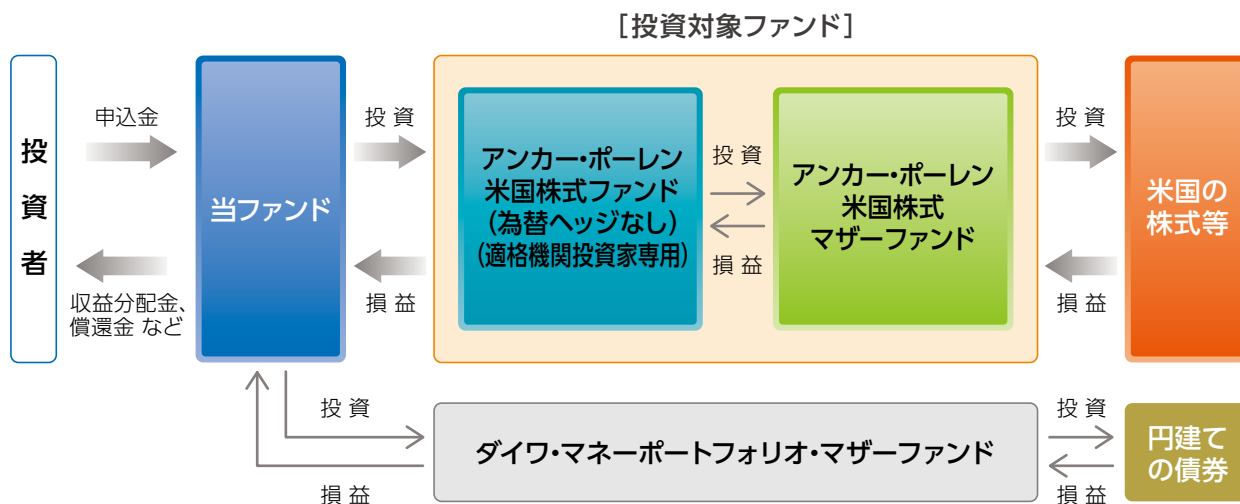 [投資対象ファンド]
投資者
申込金
収益分配金、
償還金 など
当ファンド
投 資
損 益
アンカー・ポーレン
米国株式ファンド
(為替ヘッジなし)
(適格機関投資家専用)
投 資
損 益
アンカー・ポーレン
米国株式
マザーファンド
投 資
損 益
米国の
株式等
投 資
損 益
ダイワ・マネーポートフォリオ・マザーファンド
投 資
損 益
円建て
の債券